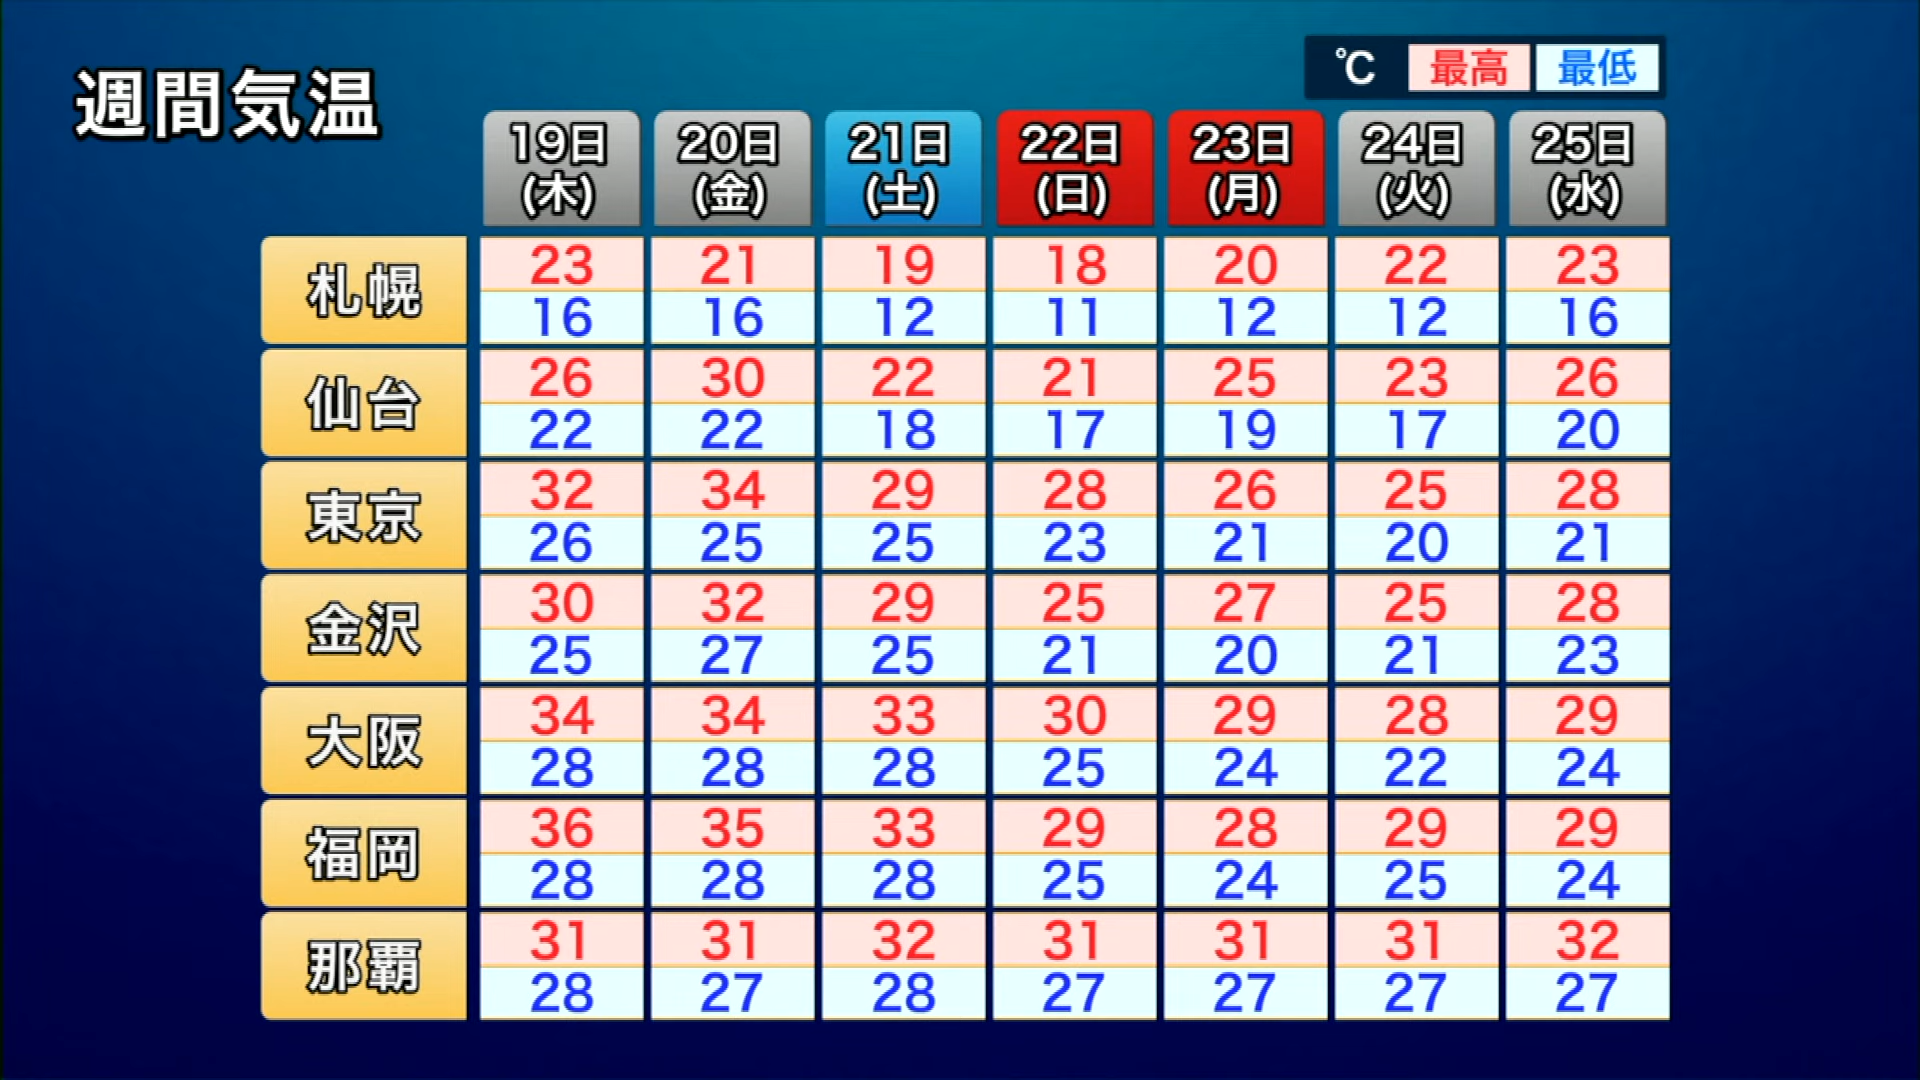 週間気温
℃ 最高 最低
19日 20日 21日 22日 23日 24日 25日
(木) (金) (土) (日) (月) (火) (水)
札幌 23 21 19 18 20 22 23
16 16 12 11 12 12 16
仙台 26 30 22 21 25 23 26
22 22 18 17 19 17 20
東京 32 34 29 28 26 25 28
26 25 25 23 21 20 21
金沢 30 32 29 25 27 25 28
25 27 25 21 20 21 23
大阪 34 34 33 30 29 28 29
28 28 28 25 24 22 24
福岡 36 35 33 29 28 29 29
28 28 28 25 24 25 24
那覇 31 31 32 31 31 31 32
28 27 28 27 27 27 27